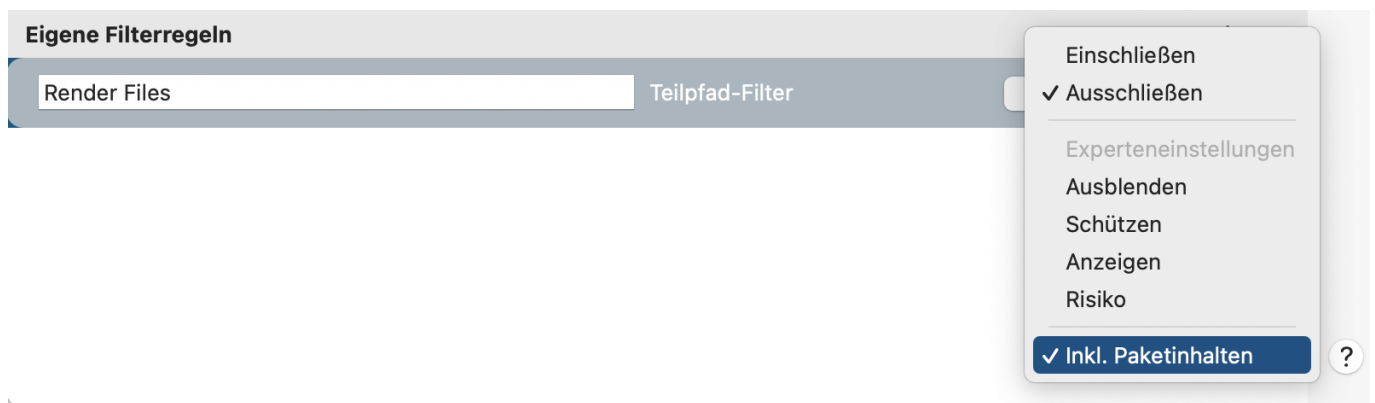 Eigene Filterregeln
Render Files
Teilpfad-Filter
Einschließen
✓ Ausschließen
Experteneinstellungen
Ausblenden
Schützen
Anzeigen
Risiko
✓ Inkl. Paketinhalten
?